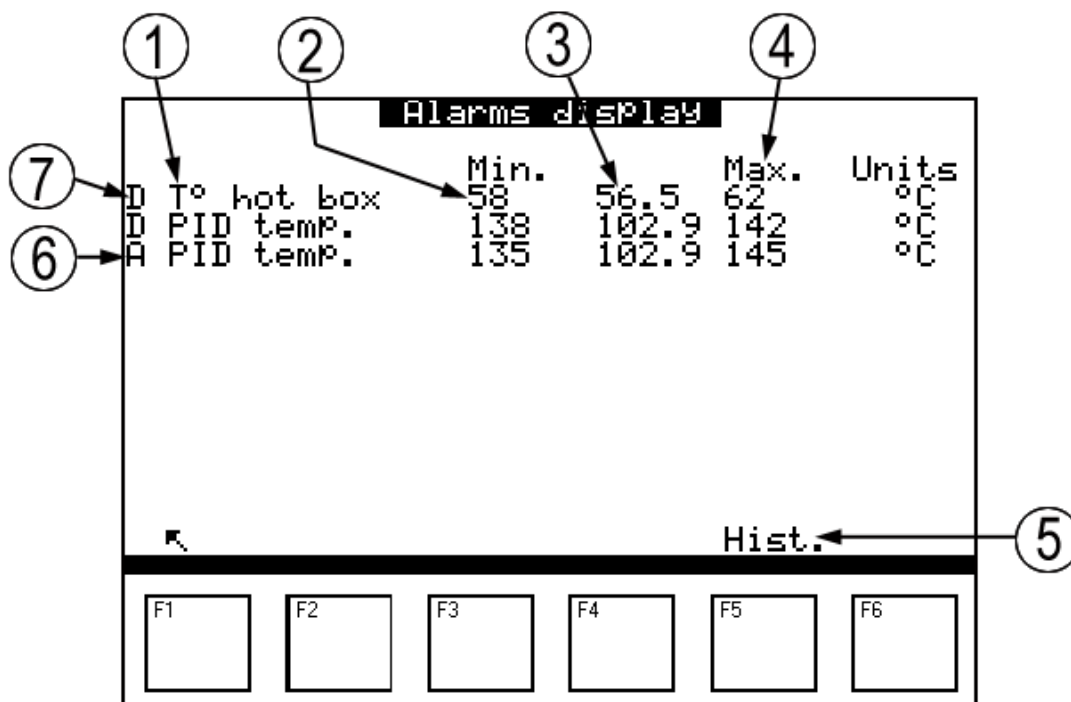 1 2 3 4
Alarms display
Min. Max. Units
7 D T° hot box 58 56.5 62 °C
D PID temp. 138 102.9 142 °C
6 A PID temp. 135 102.9 145 °C
Hist. 5
F1 F2 F3 F4 F5 F6